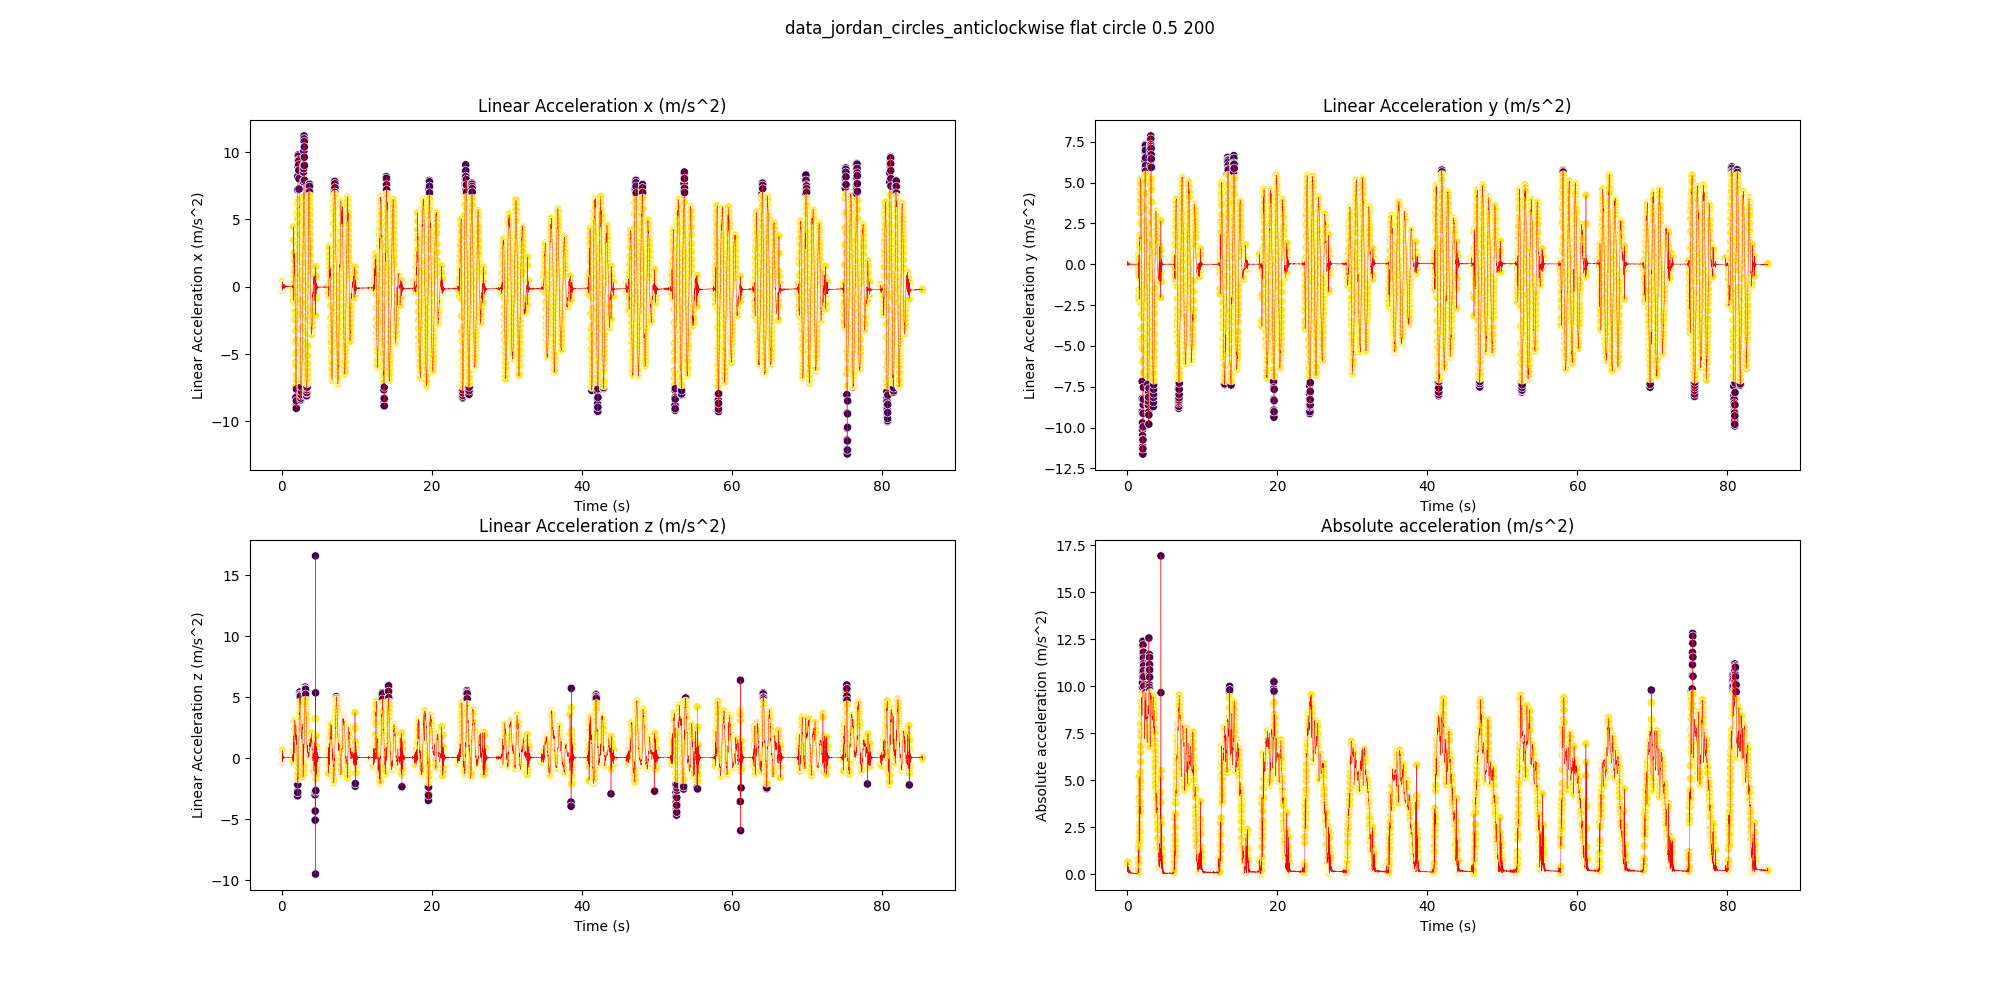 data_jordan_circles_anticlockwise flat circle 0.5 200
Linear Acceleration x (m/s^2)
Linear Acceleration x (m/s^2)
10
5
0
−5
−10
0 20 40 60 80
Time (s)
Linear Acceleration y (m/s^2)
Linear Acceleration y (m/s^2)
7.5
5.0
2.5
0.0
−2.5
−5.0
−7.5
−10.0
−12.5
0 20 40 60 80
Time (s)
Linear Acceleration z (m/s^2)
Linear Acceleration z (m/s^2)
15
10
5
0
−5
−10
0 20 40 60 80
Time (s)
Absolute acceleration (m/s^2)
Absolute acceleration (m/s^2)
17.5
15.0
12.5
10.0
7.5
5.0
2.5
0.0
0 20 40 60 80
Time (s)